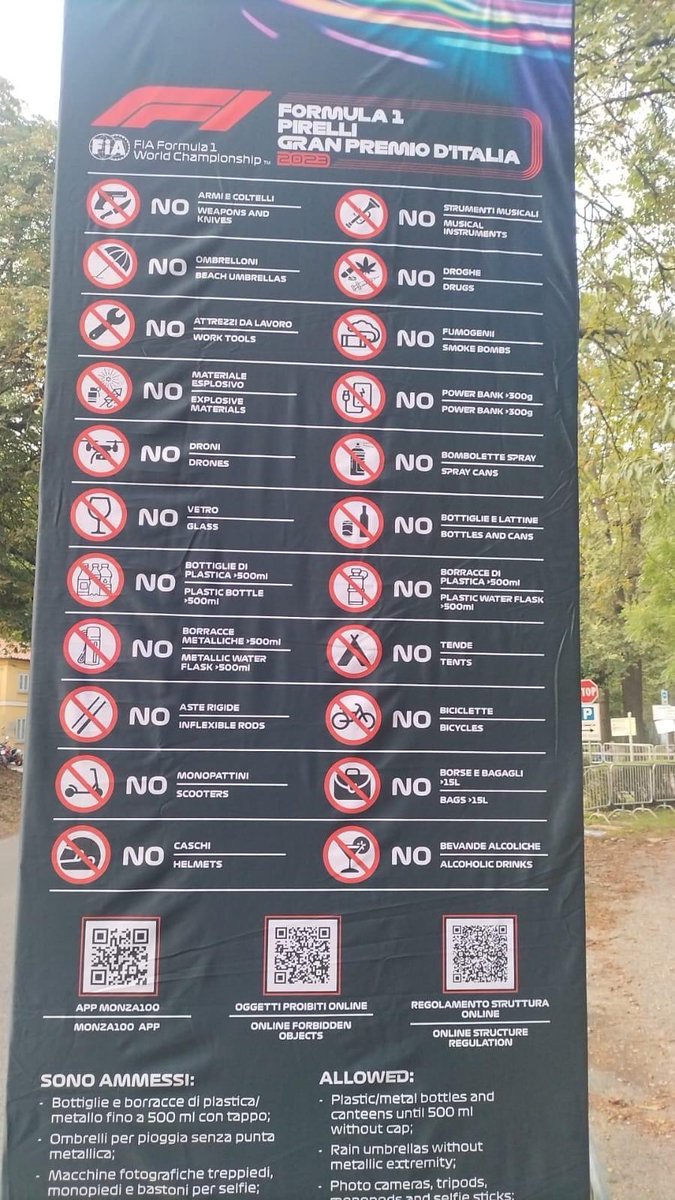 F1
FIA
FIA Formula 1
World Championship™
FORMULA 1
PIRELLI
GRAN PREMIO D'ITALIA
2023
NO
ARMI E COLTELLI
WEAPONS AND
KNIVES
NO
STRUMENTI MUSICALI
MUSICAL
INSTRUMENTS
NO
OMBRELLONI
BEACH UMBRELLAS
NO
DROGHE
DRUGS
NO
ATTREZZI DA LAVORO
WORK TOOLS
NO
FUMOGENII
SMOKE BOMBS
NO
MATERIALE
ESPLOSIVO
EXPLOSIVE
MATERIALS
NO
POWER BANK >300g
POWER BANK >300g
NO
DRONI
DRONES
NO
BOMBOLETTE SPRAY
SPRAY CANS
NO
VETRO
GLASS
NO
BOTTIGLIE E LATTINE
BOTTLES AND CANS
NO
BOTTIGLIE DI
PLASTICA >500ml
PLASTIC BOTTLE
>500ml
NO
BORRACCE DI
PLASTICA >500ml
PLASTIC WATER FLASK
>500ml
NO
BORRACCE
METALLICHE >500ml
METALLIC WATER
FLASK >500ml
NO
TENDE
TENTS
NO
ASTE RIGIDE
INFLEXIBLE RODS
NO
BICICLETTE
BICYCLES
NO
MONOPATTINI
SCOOTERS
NO
BORSE E BAGAGLI
>15L
BAGS >15L
NO
CASCHI
HELMETS
NO
BEVANDE ALCOLICHE
ALCOHOLIC DRINKS
APP MONZA100
MONZA100 APP
OGGETTI PROIBITI ONLINE
ONLINE FORBIDDEN
OBJECTS
REGOLAMENTO STRUTTURA
ONLINE
ONLINE STRUCTURE
REGULATION
SONO AMMESSI:
- Bottiglie e borracce di plastica/
metallo fino a 500 ml con tappo;
- Ombrelli per pioggia senza punta
metallica;
- Macchine fotografiche treppiedi,
monopiedi e bastoni per selfie;
ALLOWED:
- Plastic/metal bottles and
canteens until 500 ml
without cap;
- Rain umbrellas without
metallic extremity;
- Photo cameras, tripods,
monopods and selfie sticks;
STOP
P